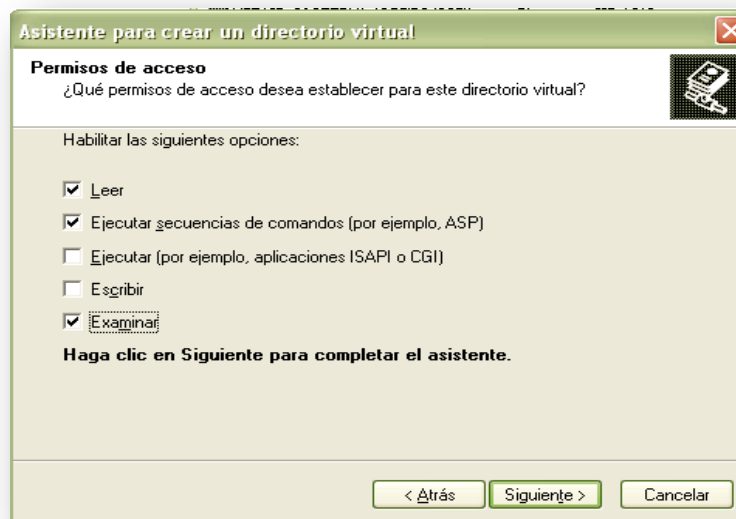 Asistente para crear un directorio virtual
Permisos de acceso
¿Qué permisos de acceso desea establecer para este directorio virtual?
Habilitar las siguientes opciones:
Leer
Ejecutar secuencias de comandos (por ejemplo, ASP)
Ejecutar (por ejemplo, aplicaciones ISAPI o CGI)
Escribir
Examinar
Haga clic en Siguiente para completar el asistente.
< Atrás
Siguiente >
Cancelar